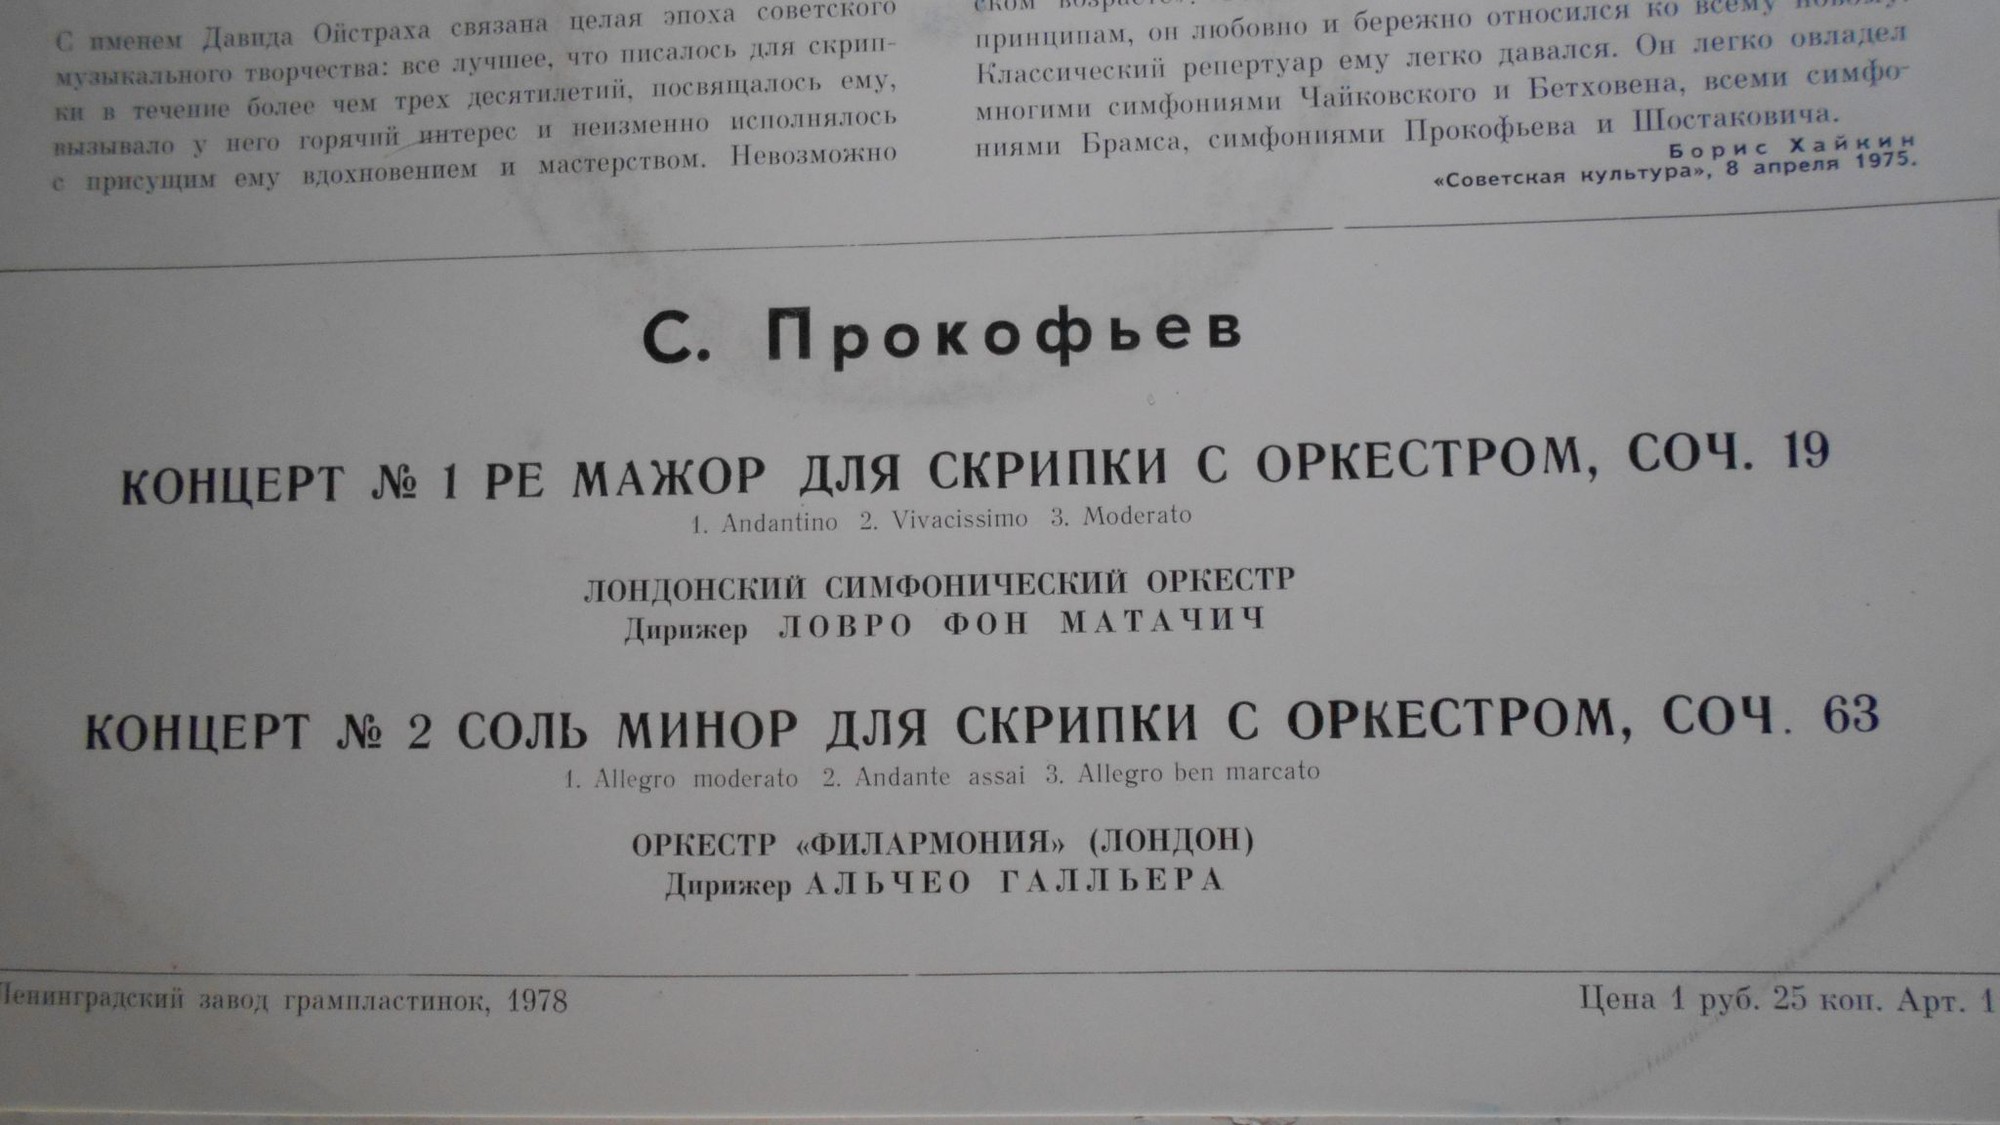 С именем Давида Ойстраха связана целая эпоха советского
музыкального творчества: все лучшее, что писалось для скрип-
ки в течение более чем трех десятилетий, посвящалось ему,
вызывало у него горячий интерес и неизменно исполнялось
с присущим ему вдохновением и мастерством. Невозможно
принципам, он любовно и бережно относился ко всему новому.
Классический репертуар ему легко давался. Он легко овладел
многими симфониями Чайковского и Бетховена, всеми симфо-
ниями Брамса, симфониями Прокофьева и Шостаковича.
Борис Хайкин
«Советская культура», 8 апреля 1975.
С. Прокофьев
КОНЦЕРТ № 1 РЕ МАЖОР ДЛЯ СКРИПКИ С ОРКЕСТРОМ, СОЧ. 19
1. Andantino 2. Vivacissimo 3. Moderato
ЛОНДОНСКИЙ СИМФОНИЧЕСКИЙ ОРКЕСТР
Дирижер ЛОВРО ФОН МАТАЧИЧ
КОНЦЕРТ № 2 СОЛЬ МИНОР ДЛЯ СКРИПКИ С ОРКЕСТРОМ, СОЧ. 63
1. Allegro moderato 2. Andante assai 3. Allegro ben marcato
ОРКЕСТР «ФИЛАРМОНИЯ» (ЛОНДОН)
Дирижер АЛЬЧЕО ГАЛЛЬЕРА
Ленинградский завод грампластинок, 1978
Цена 1 руб. 25 коп. Арт. 1